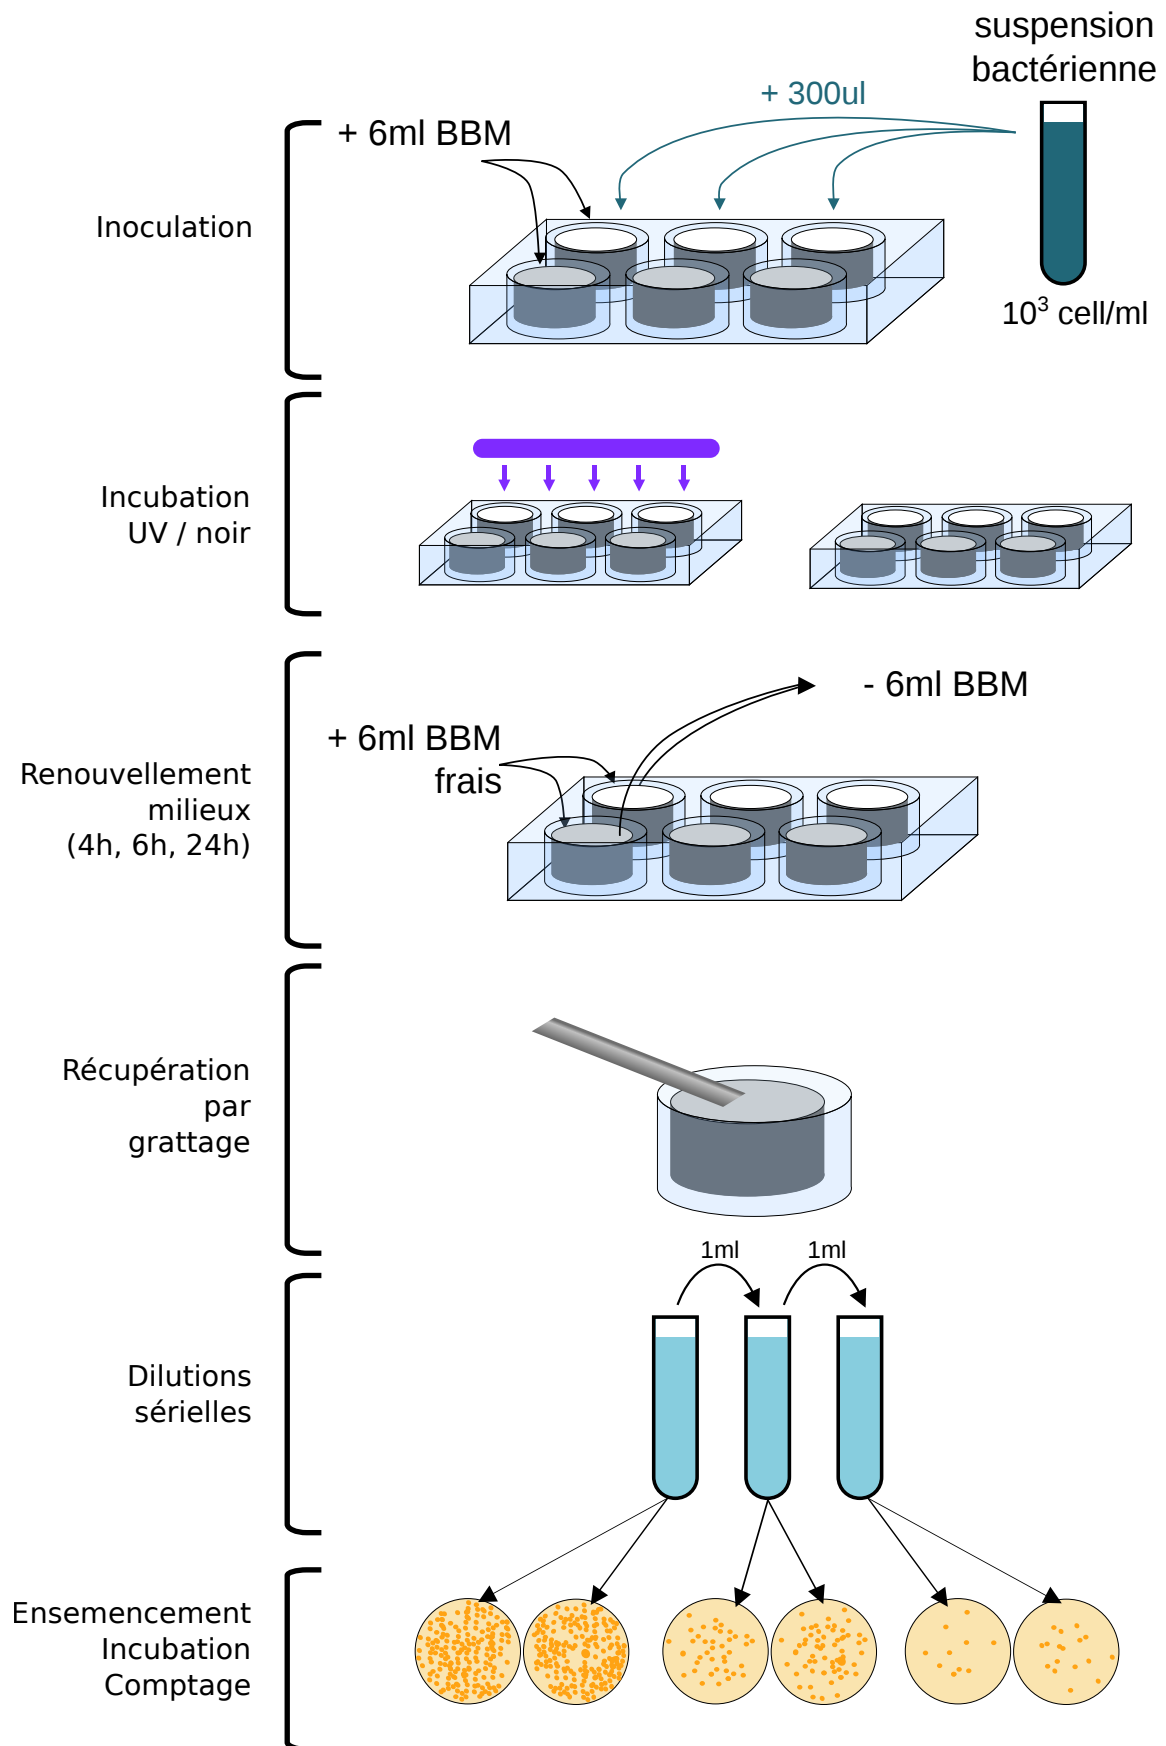 suspension
bactérienne
+ 300ul
+ 6ml BBM
Inoculation
10³ cell/ml
Incubation
UV / noir
- 6ml BBM
+ 6ml BBM
frais
Renouvellement
milieux
(4h, 6h, 24h)
Récupération
par
grattage
1ml
1ml
Dilutions
sérielles
Ensemencement
Incubation
Comptage